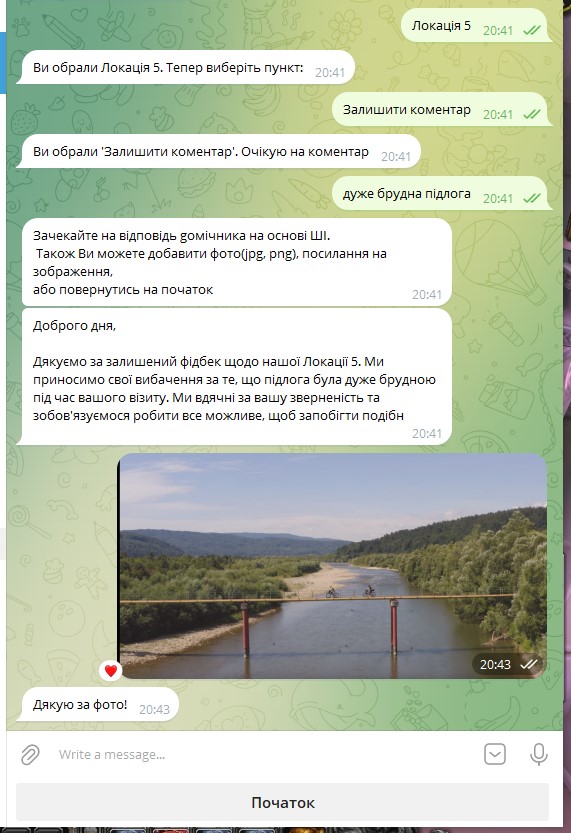 Локація 5 20:41
Ви обрали Локація 5. Тепер виберіть пункт: 20:41
Залишити коментар 20:41
Ви обрали 'Залишити коментар'. Очікую на коментар 20:41
дуже брудна підлога 20:41
Зачекайте на відповідь gомічника на основі ШІ.
Також Ви можете добавити фото(jpg, png), посилання на
зображення,
або повернутись на початок
20:41
Доброго дня,
Дякуємо за залишений фідбек щодо нашої Локації 5. Ми
приносимо свої вибачення за те, що підлога була дуже брудною
під час вашого візиту. Ми вдячні за вашу зверненість та
зобов'язуємося робити все можливе, щоб запобігти подібн
20:41
20:43
Дякую за фото! 20:43
Write a message...
Початок